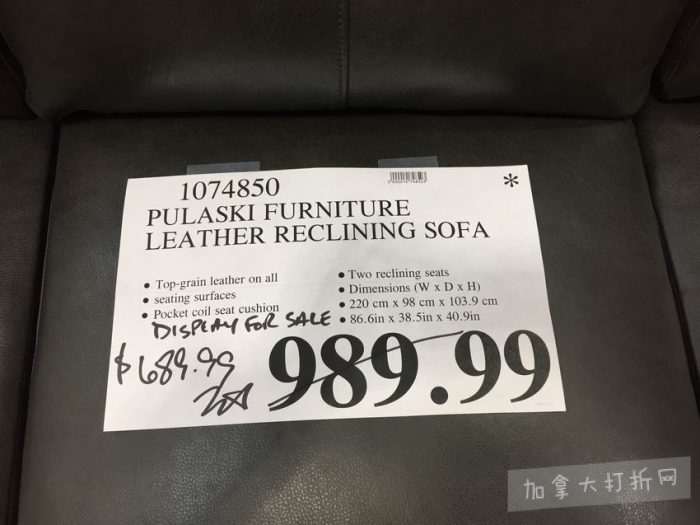 1074850
*
PULASKI FURNITURE
LEATHER RECLINING SOFA
• Top-grain leather on all
• seating surfaces
• Pocket coil seat cushion
• Two reclining seats
• Dimensions (W x D x H)
• 220 cm x 98 cm x 103.9 cm
• 86.6in x 38.5in x 40.9in
DISPLAY FOR SALE
$689.99
989.99
加拿大打折网